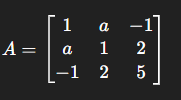 1 a −1
A = a 1 2
−1 2 5